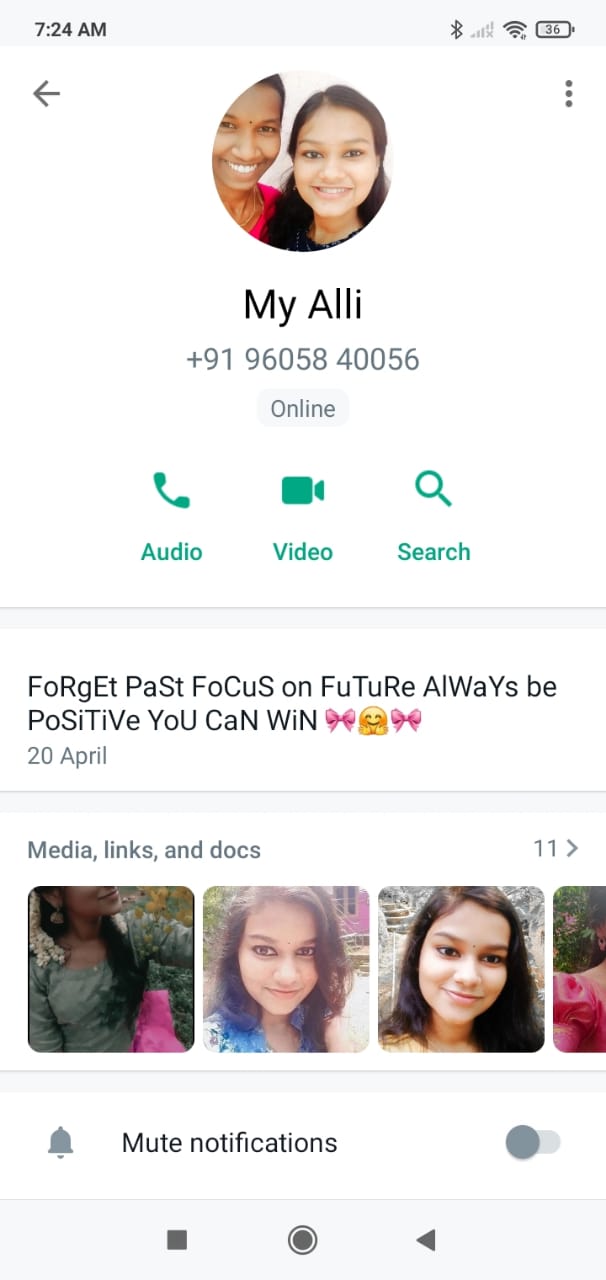 7:24 AM
36
My Alli
+91 96058 40056
Online
Audio
Video
Search
FoRgEt PaSt FoCuS on FuTuRe AlWaYs be
PoSiTiVe YoU CaN WiN 🎀🤗🎀
20 April
Media, links, and docs
11
Mute notifications